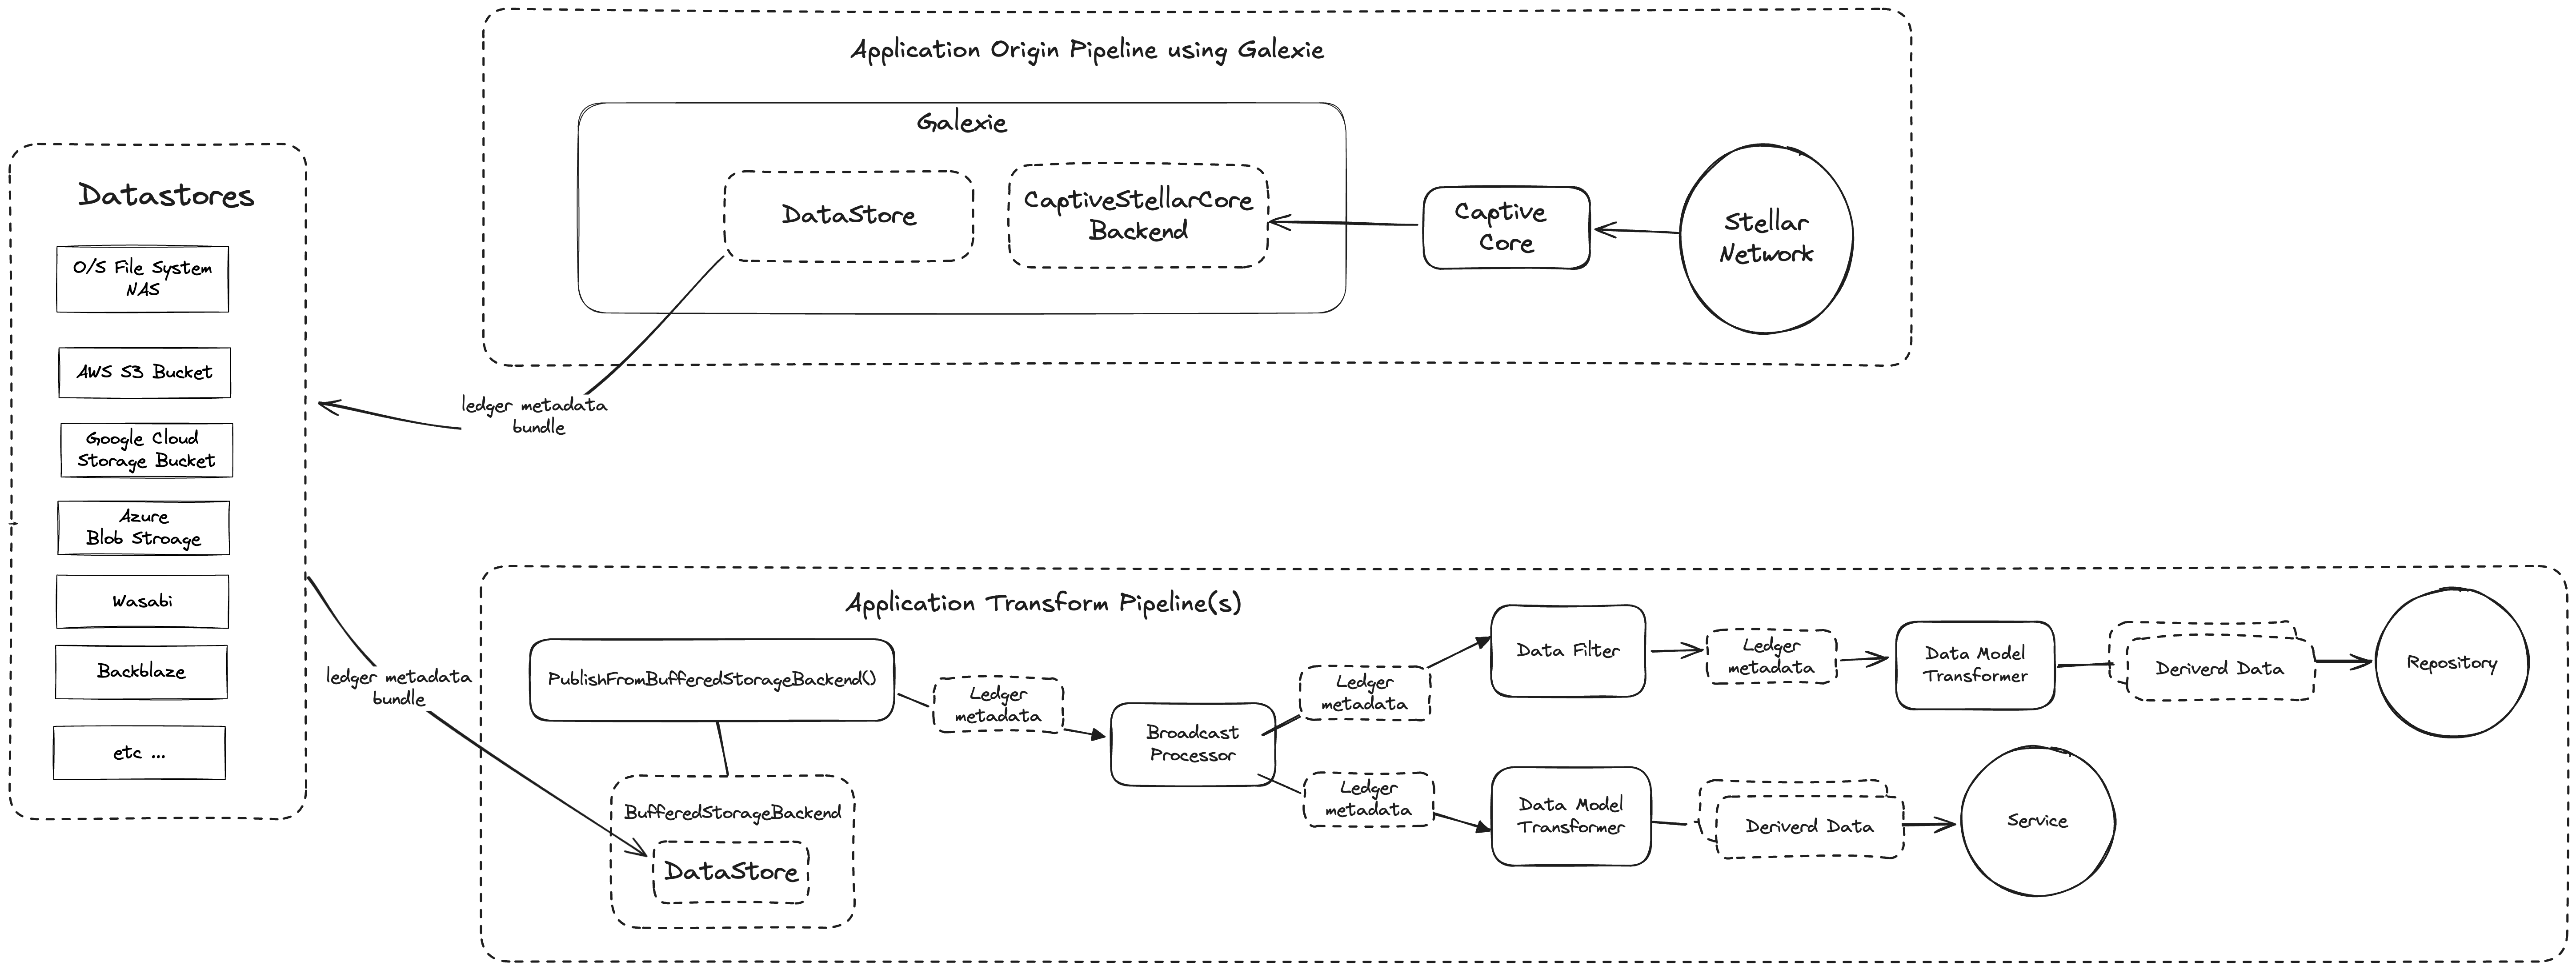 Application Origin Pipeline using Galexie
Galexie
DataStore
CaptiveStellarCore
Backend
Captive
Core
Stellar
Network
Datastores
O/S File System
NAS
AWS S3 Bucket
Google Cloud
Storage Bucket
Azure
Blob Stroage
Wasabi
Backblaze
etc ...
ledger metadata
bundle
ledger metadata
bundle
Application Transform Pipeline(s)
PublishFromBufferedStorageBackend()
BufferedStorageBackend
DataStore
Ledger
metadata
Broadcast
Processor
Ledger
metadata
Data Filter
Ledger
metadata
Data Model
Transformer
Deriverd Data
Repository
Ledger
metadata
Data Model
Transformer
Deriverd Data
Service